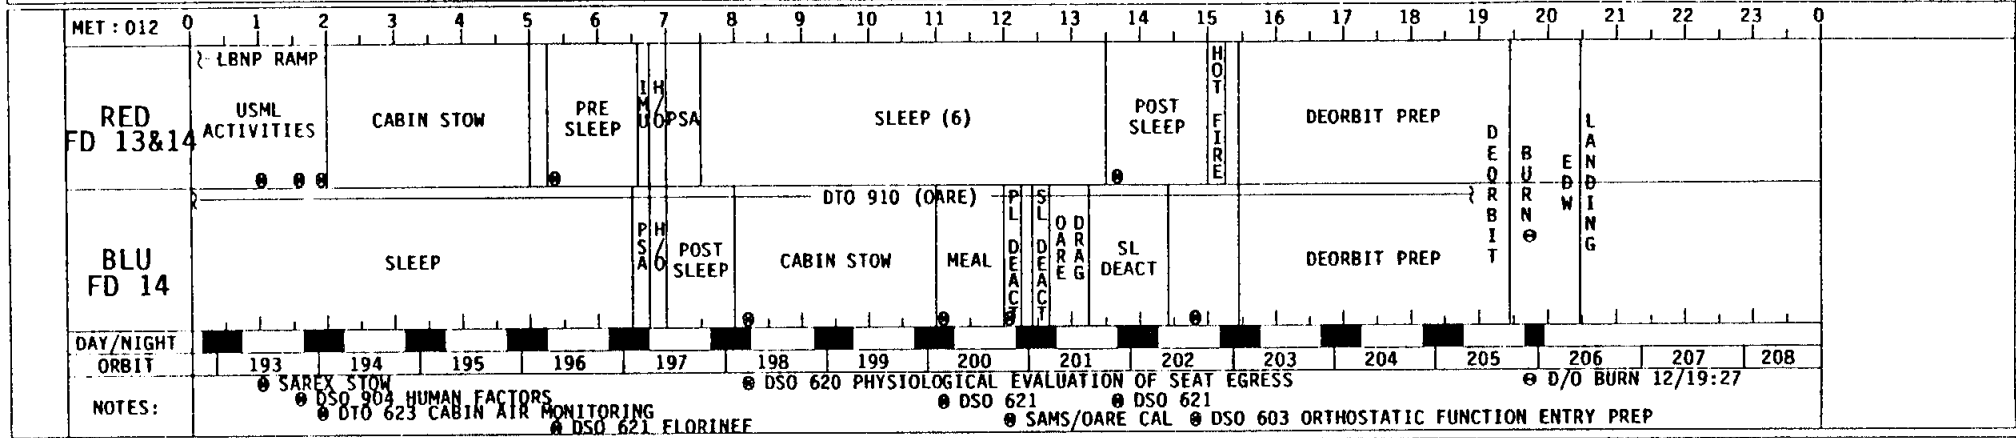 MET:012 0 1 2 3 4 5 6 7 8 9 10 11 12 13 14 15 16 17 18 19 20 21 22 23 0
RED
FD 13&14
LBNP RAMP
USML
ACTIVITIES
CABIN STOW
PRE
SLEEP
IMU
H/O
PSA
SLEEP (6)
POST
SLEEP
HOT FIRE
DEORBIT PREP
DEORBIT
BURN
EDW
LANDING
DTO 910 (OARE)
BLU
FD 14
SLEEP
PSA
H/O
POST
SLEEP
CABIN STOW
MEAL
PL DEACT
SL DEACT
OARE
DRAG
SL
DEACT
DEORBIT PREP
DAY/NIGHT
ORBIT 193 194 195 196 197 198 199 200 201 202 203 204 205 206 207 208
NOTES:
SAREX STOW
DSO 904 HUMAN FACTORS
DTO 623 CABIN AIR MONITORING
DSO 621 FLORINEF
DSO 620 PHYSIOLOGICAL EVALUATION OF SEAT EGRESS
DSO 621
DSO 621
SAMS/OARE CAL
DSO 603 ORTHOSTATIC FUNCTION ENTRY PREP
D/O BURN 12/19:27